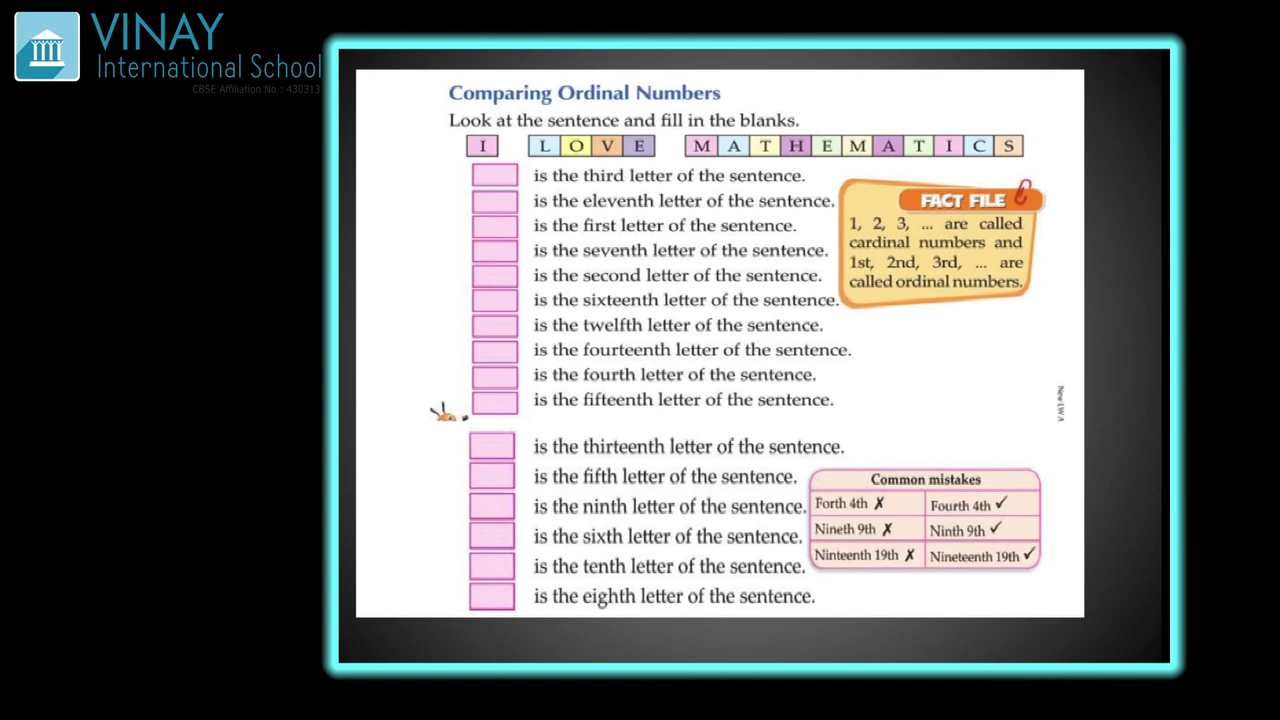 VINAY
International School
CBSE Affiliation No.: 430313
Comparing Ordinal Numbers
Look at the sentence and fill in the blanks.
I LOVE MATHEMATICS
is the third letter of the sentence.
is the eleventh letter of the sentence.
is the first letter of the sentence.
is the seventh letter of the sentence.
is the second letter of the sentence.
is the sixteenth letter of the sentence.
is the twelfth letter of the sentence.
is the fourteenth letter of the sentence.
is the fourth letter of the sentence.
is the fifteenth letter of the sentence.
FACT FILE
1, 2, 3, ... are called
cardinal numbers and
1st, 2nd, 3rd, ... are
called ordinal numbers.
is the thirteenth letter of the sentence.
is the fifth letter of the sentence.
is the ninth letter of the sentence.
is the sixth letter of the sentence.
is the tenth letter of the sentence.
is the eighth letter of the sentence.
Common mistakes
Forth 4th ✗ Fourth 4th ✓
Nineth 9th ✗ Ninth 9th ✓
Ninteenth 19th ✗ Nineteenth 19th ✓